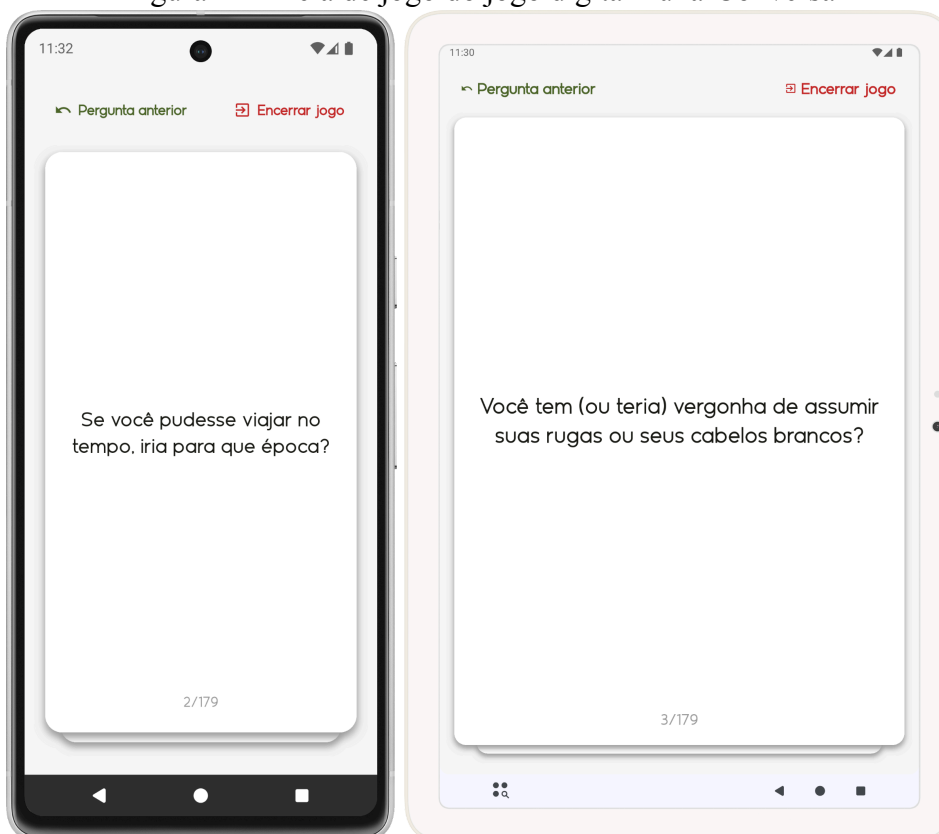 11:32
Pergunta anterior
Encerrar jogo
Se você pudesse viajar no
tempo, iria para que época?
2/179
11:30
Pergunta anterior
Encerrar jogo
Você tem (ou teria) vergonha de assumir
suas rugas ou seus cabelos brancos?
3/179